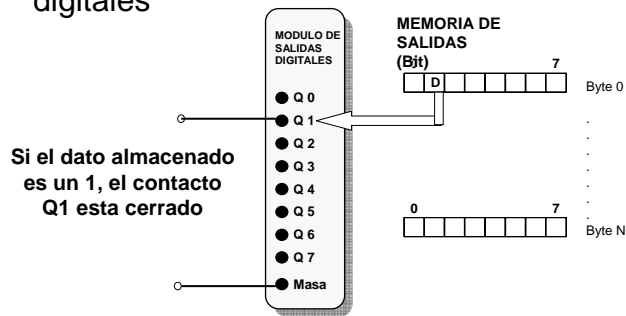 digitales
MODULO DE
SALIDAS
DIGITALES
Q 0
Q 1
Q 2
Q 3
Q 4
Q 5
Q 6
Q 7
Masa
Si el dato almacenado
es un 1, el contacto
Q1 esta cerrado
MEMORIA DE
SALIDAS
(Bit)
0 7
D
Byte 0
.
.
.
.
.
.
.
0 7
Byte N